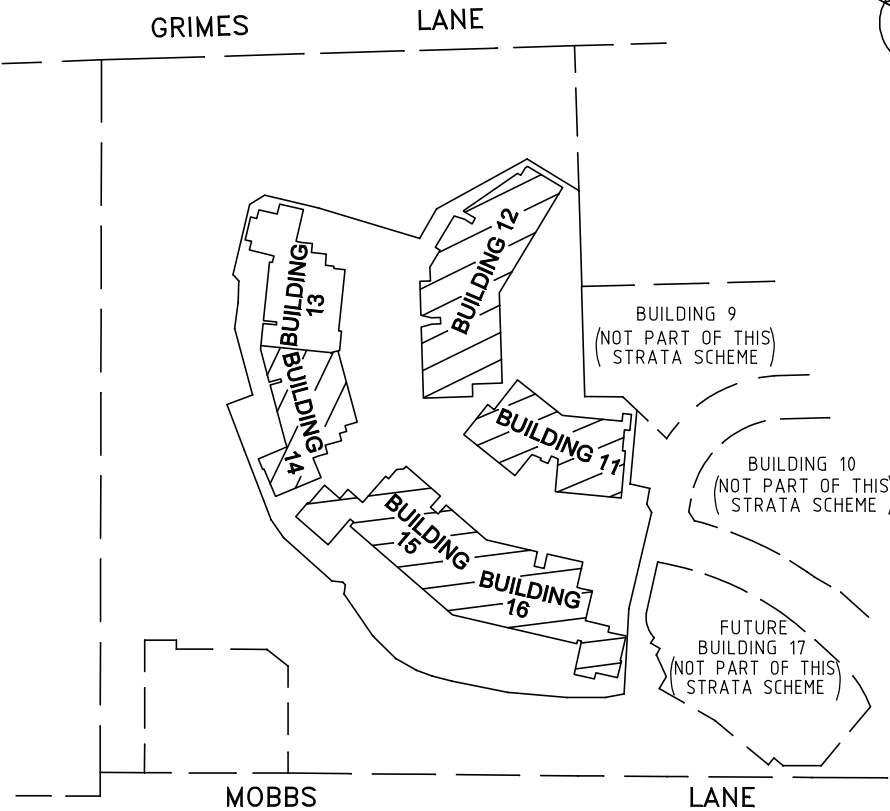 GRIMES LANE
BUILDING 12
BUILDING
13
BUILDING 9
(NOT PART OF THIS
STRATA SCHEME)
BUILDING
14
BUILDING 11
BUILDING 10
(NOT PART OF THIS
STRATA SCHEME)
BUILDING
15
BUILDING
16
FUTURE
BUILDING 17
(NOT PART OF THIS
STRATA SCHEME)
MOBBS LANE